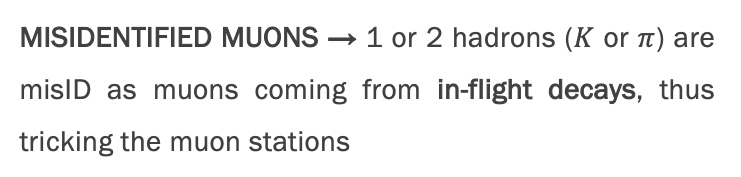 MISIDENTIFIED MUONS → 1 or 2 hadrons (K or π) are
misID as muons coming from in-flight decays, thus
tricking the muon stations